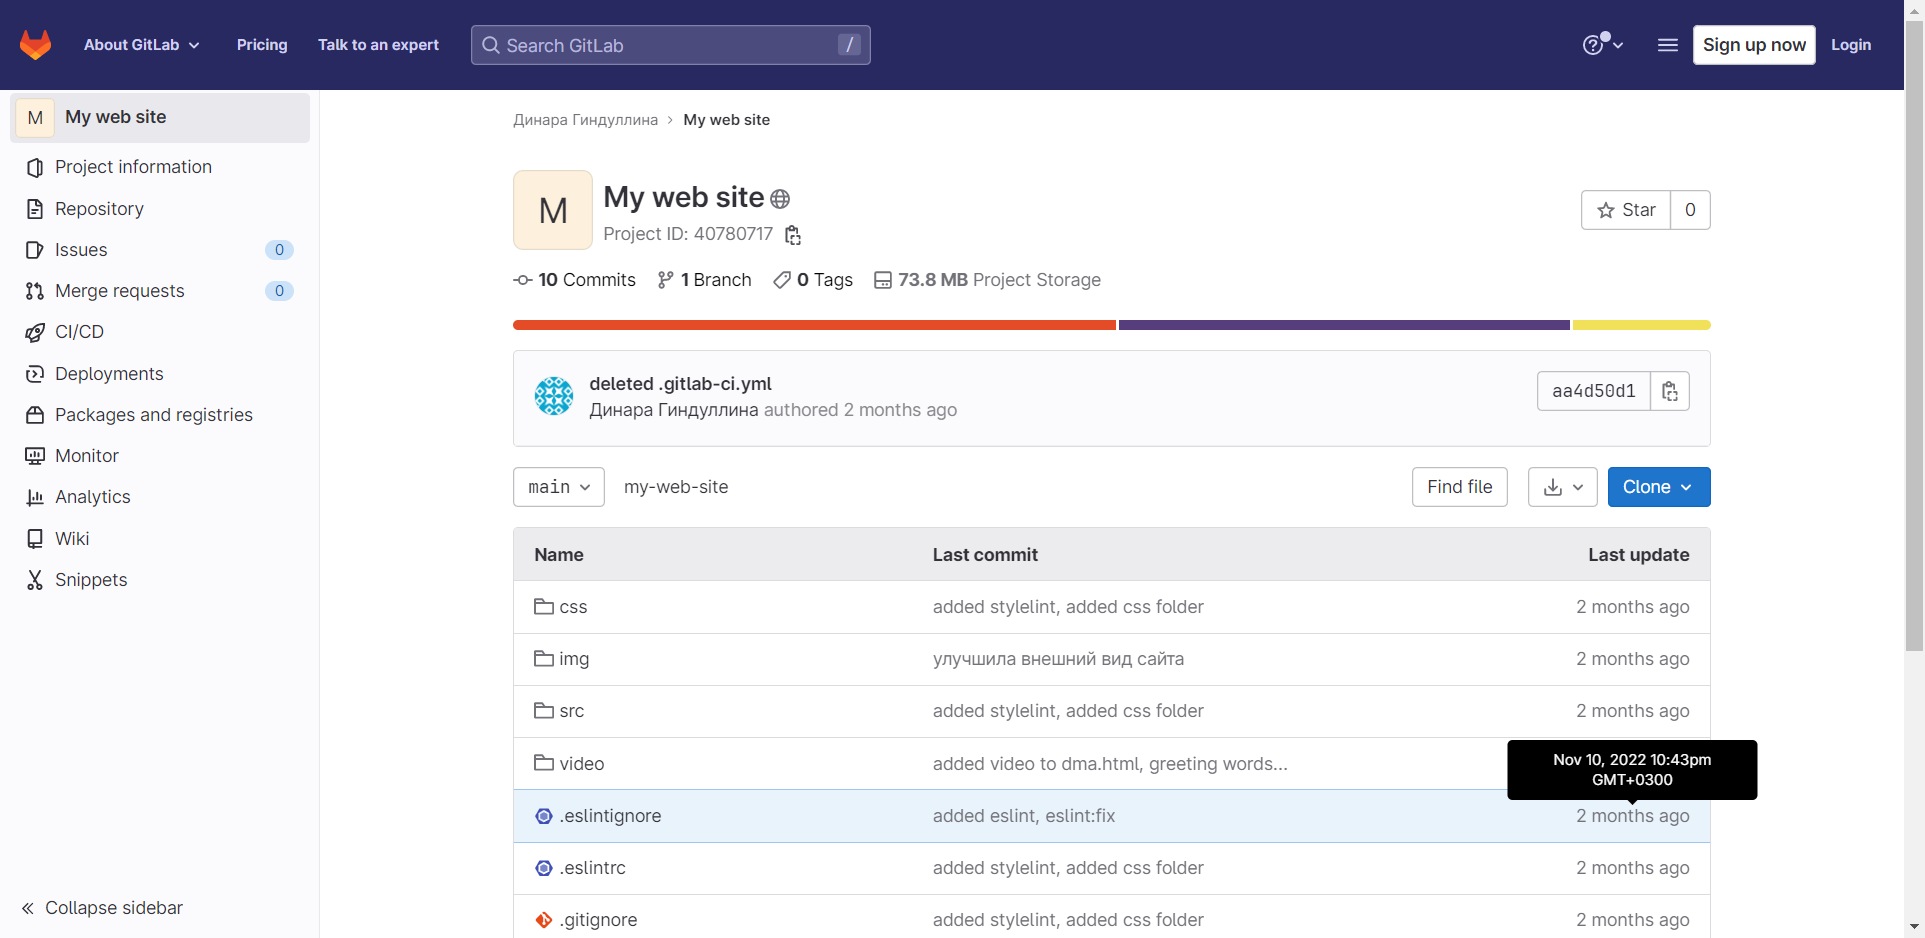 About GitLab
Pricing
Talk to an expert
Search GitLab
/
Sign up now
Login
M
My web site
Project information
Repository
Issues
0
Merge requests
0
CI/CD
Deployments
Packages and registries
Monitor
Analytics
Wiki
Snippets
Collapse sidebar
Динара Гиндуллина
My web site
M
My web site
Project ID: 40780717
Star
0
10 Commits
1 Branch
0 Tags
73.8 MB Project Storage
deleted .gitlab-ci.yml
Динара Гиндуллина authored 2 months ago
aa4d50d1
main
my-web-site
Find file
Clone
Name
Last commit
Last update
css
added stylelint, added css folder
2 months ago
img
улучшила внешний вид сайта
2 months ago
src
added stylelint, added css folder
2 months ago
video
added video to dma.html, greeting words...
Nov 10, 2022 10:43pm
GMT+0300
.eslintignore
added eslint, eslint:fix
2 months ago
.eslintrc
added stylelint, added css folder
2 months ago
.gitignore
added stylelint, added css folder
2 months ago